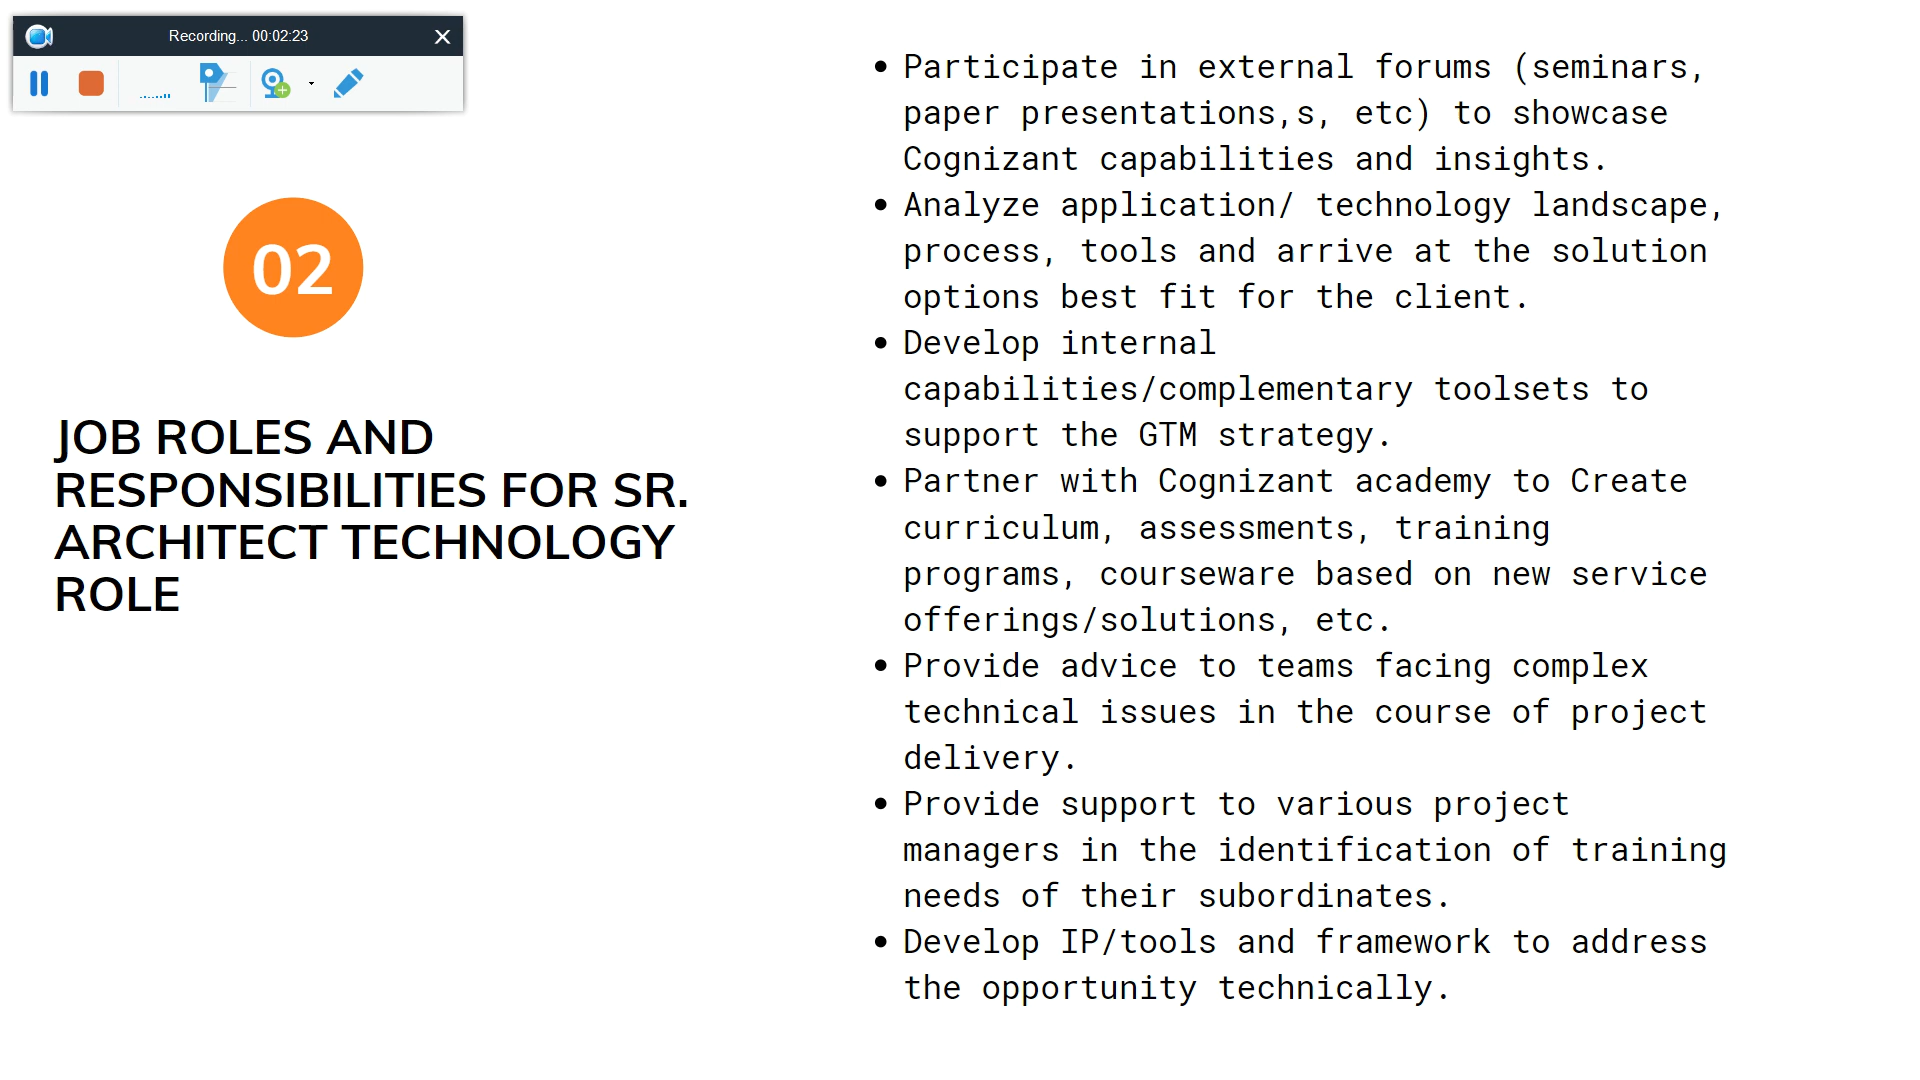 Recording... 00:02:23
02
JOB ROLES AND
RESPONSIBILITIES FOR SR.
ARCHITECT TECHNOLOGY
ROLE
• Participate in external forums (seminars,
paper presentations,s, etc) to showcase
Cognizant capabilities and insights.
• Analyze application/ technology landscape,
process, tools and arrive at the solution
options best fit for the client.
• Develop internal
capabilities/complementary toolsets to
support the GTM strategy.
• Partner with Cognizant academy to Create
curriculum, assessments, training
programs, courseware based on new service
offerings/solutions, etc.
• Provide advice to teams facing complex
technical issues in the course of project
delivery.
• Provide support to various project
managers in the identification of training
needs of their subordinates.
• Develop IP/tools and framework to address
the opportunity technically.